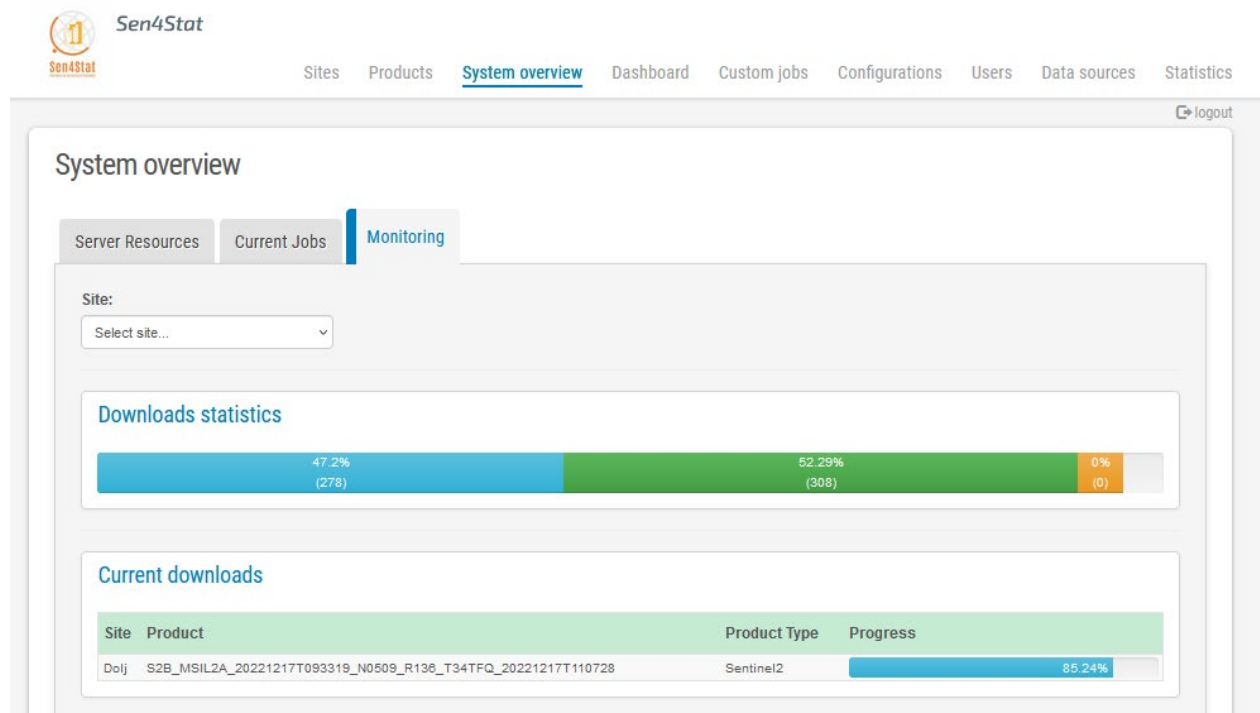 Sen4Stat
Sen4Stat
Sites Products System overview Dashboard Custom jobs Configurations Users Data sources Statistics
logout
System overview
Server Resources Current Jobs Monitoring
Site:
Select site...
Downloads statistics
47.2% 52.29% 0%
(278) (308) (0)
Current downloads
Site Product Product Type Progress
Dolj S2B_MSIL2A_20221217T093319_N0509_R136_T34TFQ_20221217T110728 Sentinel2 85.24%